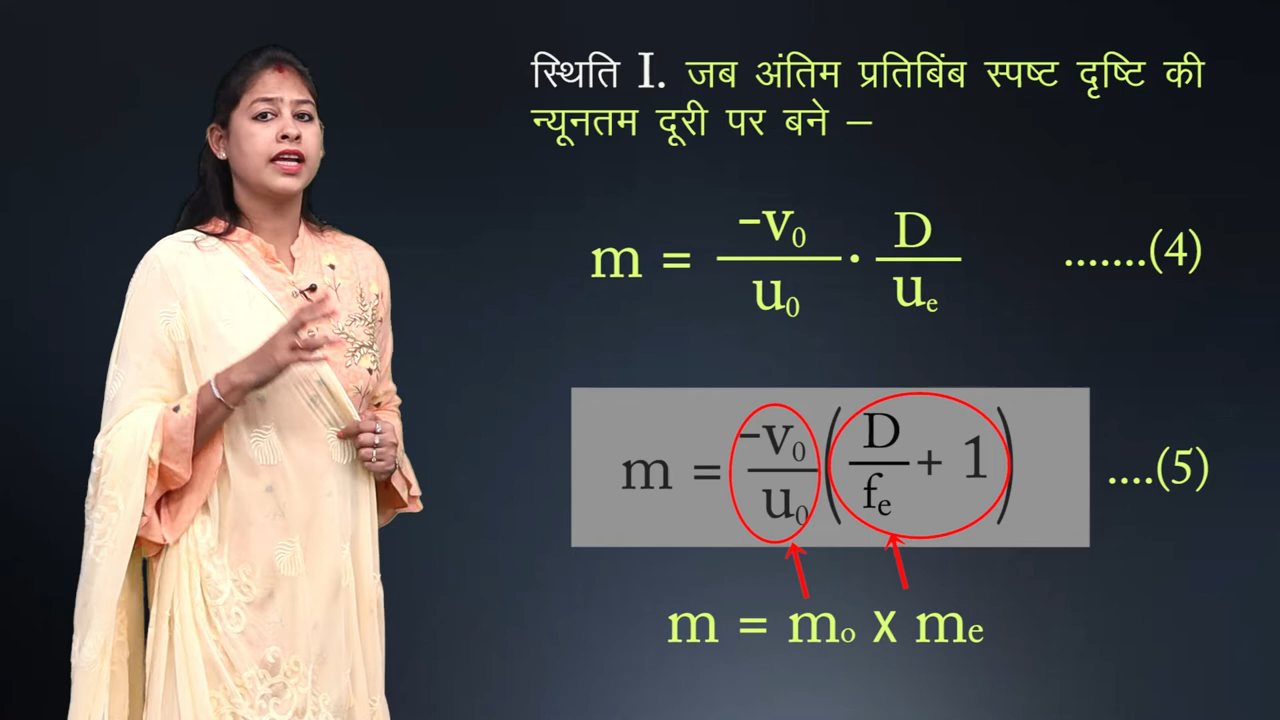 स्थिति I. जब अंतिम प्रतिबिंब स्पष्ट दृष्टि की
न्यूनतम दूरी पर बने –
m = –v₀/u₀ · D/uₑ .......(4)
m = –v₀/u₀ (D/fₑ + 1) ....(5)
m = mₒ x mₑ